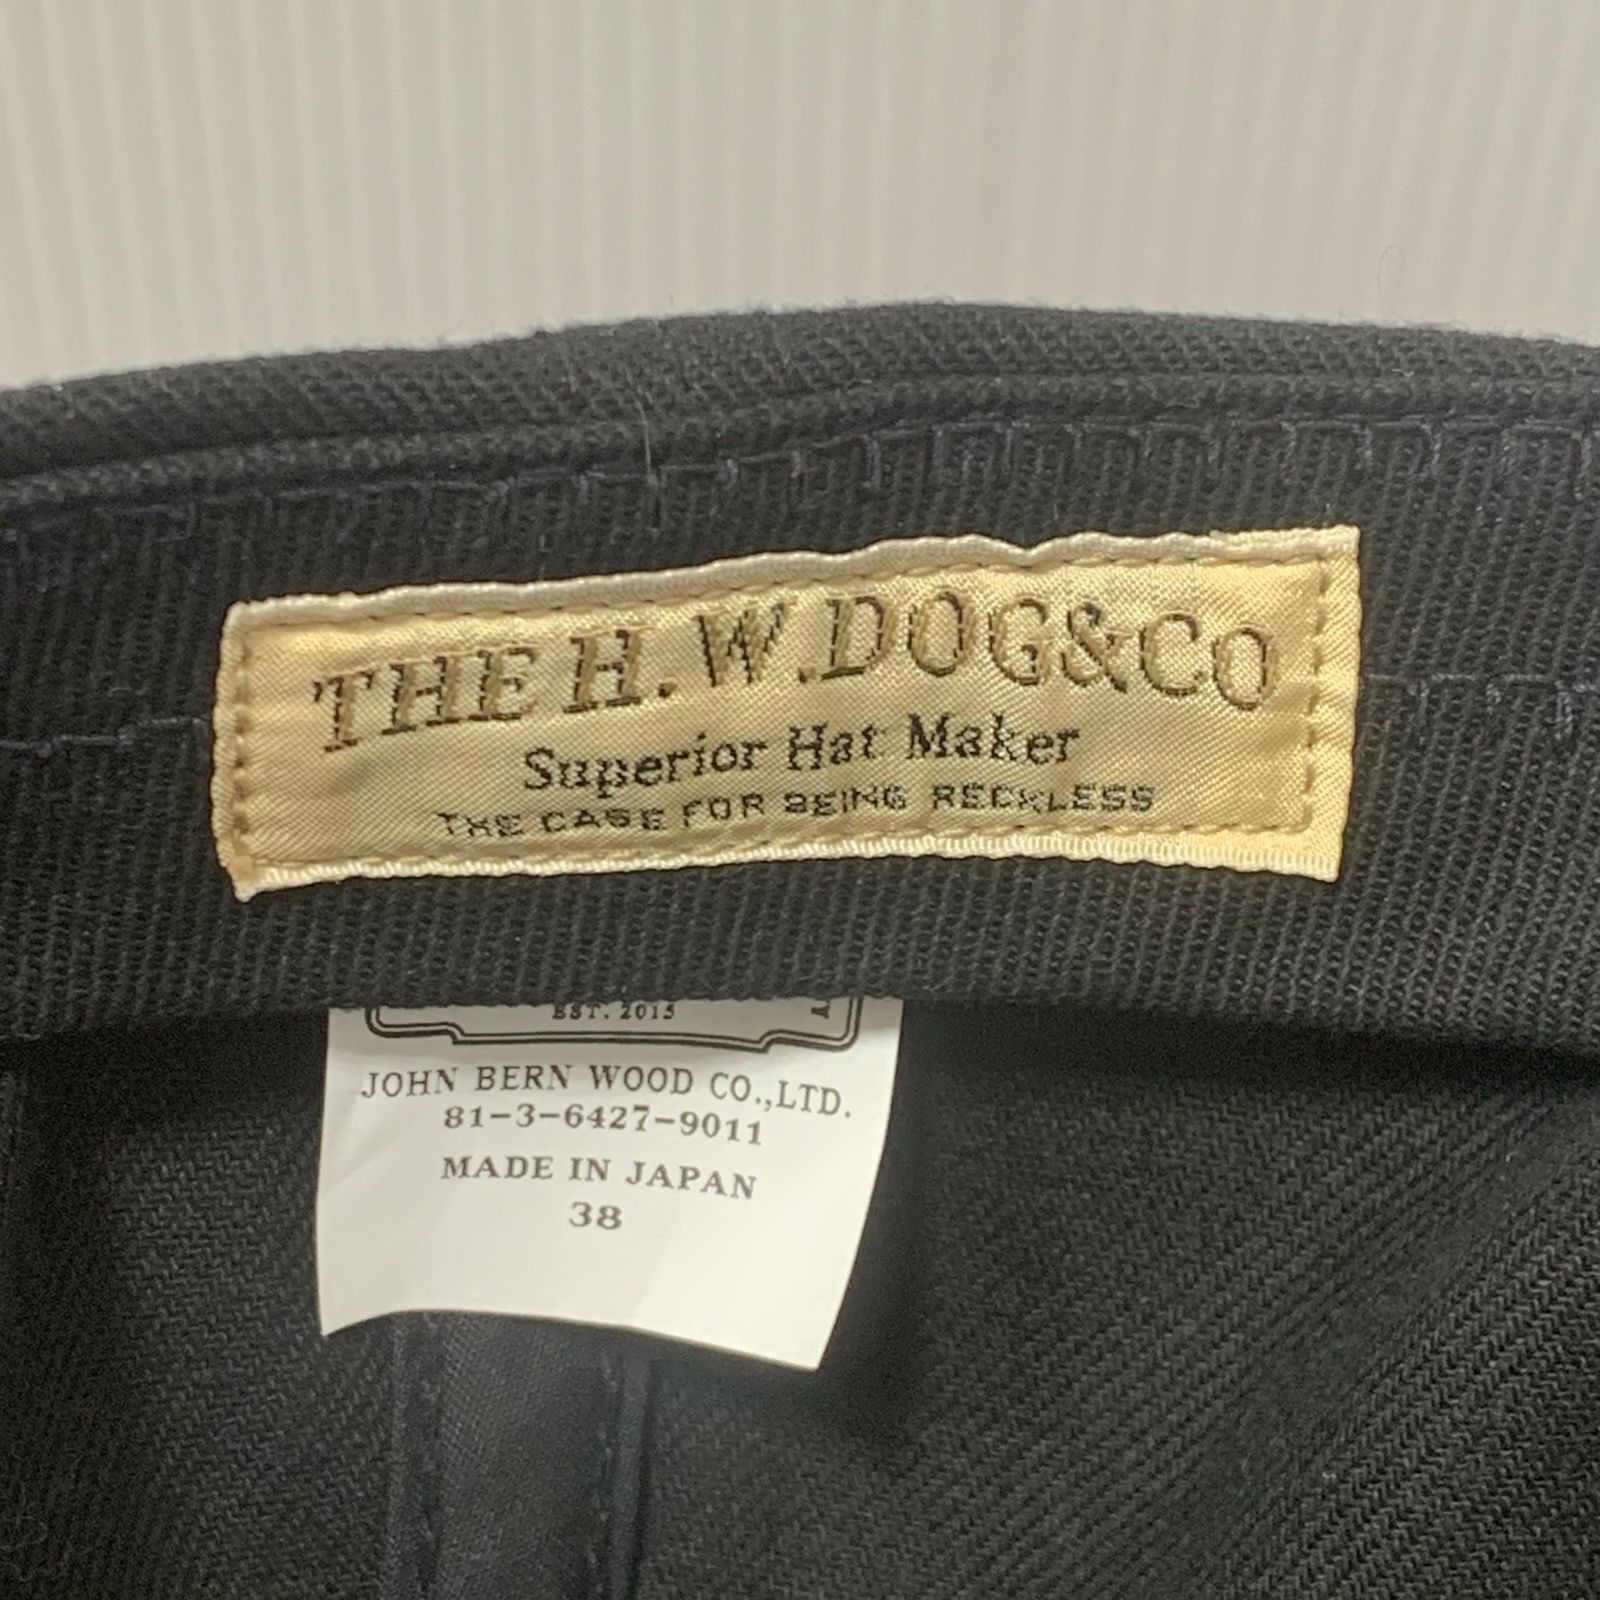 THE H.W.DOG&CO
Superior Hat Maker
THE CASE FOR BEING RECKLESS
EST. 2015
Y
JOHN BERN WOOD CO.,LTD.
81-3-6427-9011
MADE IN JAPAN
38